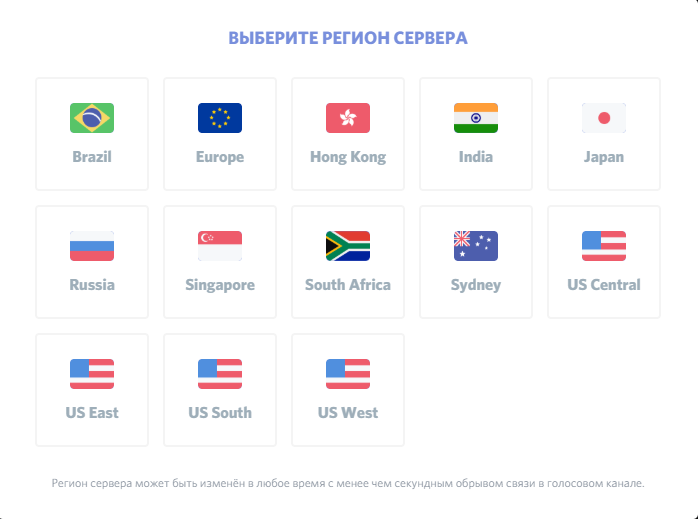 ВЫБЕРИТЕ РЕГИОН СЕРВЕРА
Brazil
Europe
Hong Kong
India
Japan
Russia
Singapore
South Africa
Sydney
US Central
US East
US South
US West
Регион сервера может быть изменён в любое время с менее чем секундным обрывом связи в голосовом канале.